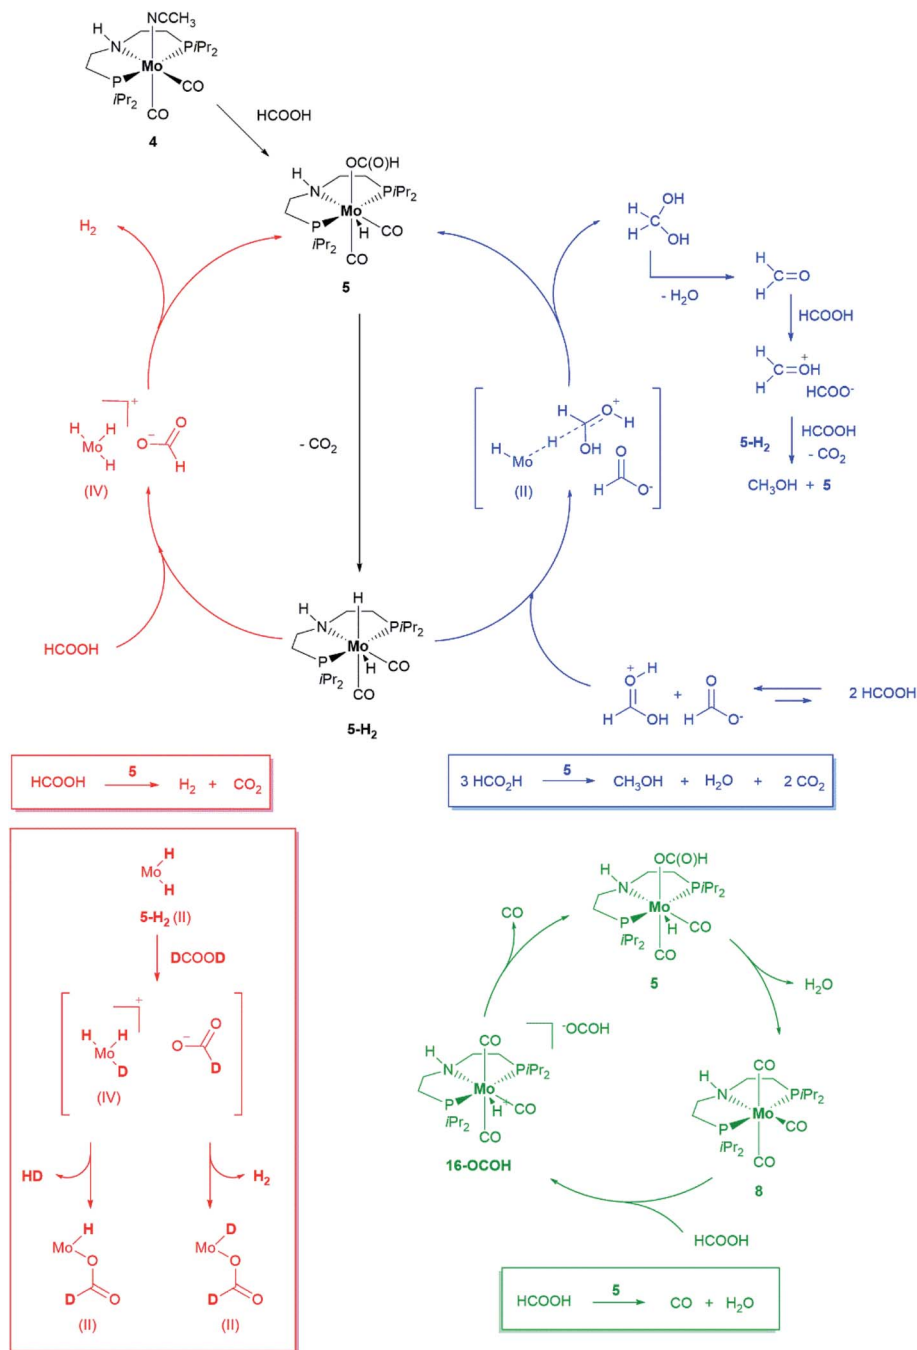 NCCH3
H
N
PiPr2
Mo
P
CO
iPr2
CO
4
HCOOH
OC(O)H
H
N
PiPr2
Mo
P
H
CO
iPr2
CO
5
H2
H
OH
C
H
OH
- H2O
H
C=O
H
HCOOH
H
C=OH
+
H
HCOO-
5-H2
HCOOH
- CO2
CH3OH + 5
+
H
H
Mo
H
O-
O
H
(IV)
- CO2
H
O
+
H
H
OH
H
Mo
(II)
O
H
O-
HCOOH
H
H
N
PiPr2
Mo
P
H
CO
iPr2
CO
5-H2
+
H
O
H
OH
+
O
H
O-
2 HCOOH
HCOOH
5
H2 + CO2
3 HCO2H
5
CH3OH + H2O + 2 CO2
H
Mo
H
5-H2 (II)
DCOOD
+
H
H
Mo
D
O-
O
D
(IV)
HD
H2
H
Mo
O
D
O
(II)
D
Mo
O
D
O
(II)
OC(O)H
H
N
PiPr2
Mo
P
H
CO
iPr2
CO
5
CO
H2O
-OCOH
CO
H
N
PiPr2
Mo
P
H
+
CO
iPr2
CO
16-OCOH
CO
H
N
PiPr2
Mo
P
CO
iPr2
CO
8
HCOOH
HCOOH
5
CO + H2O